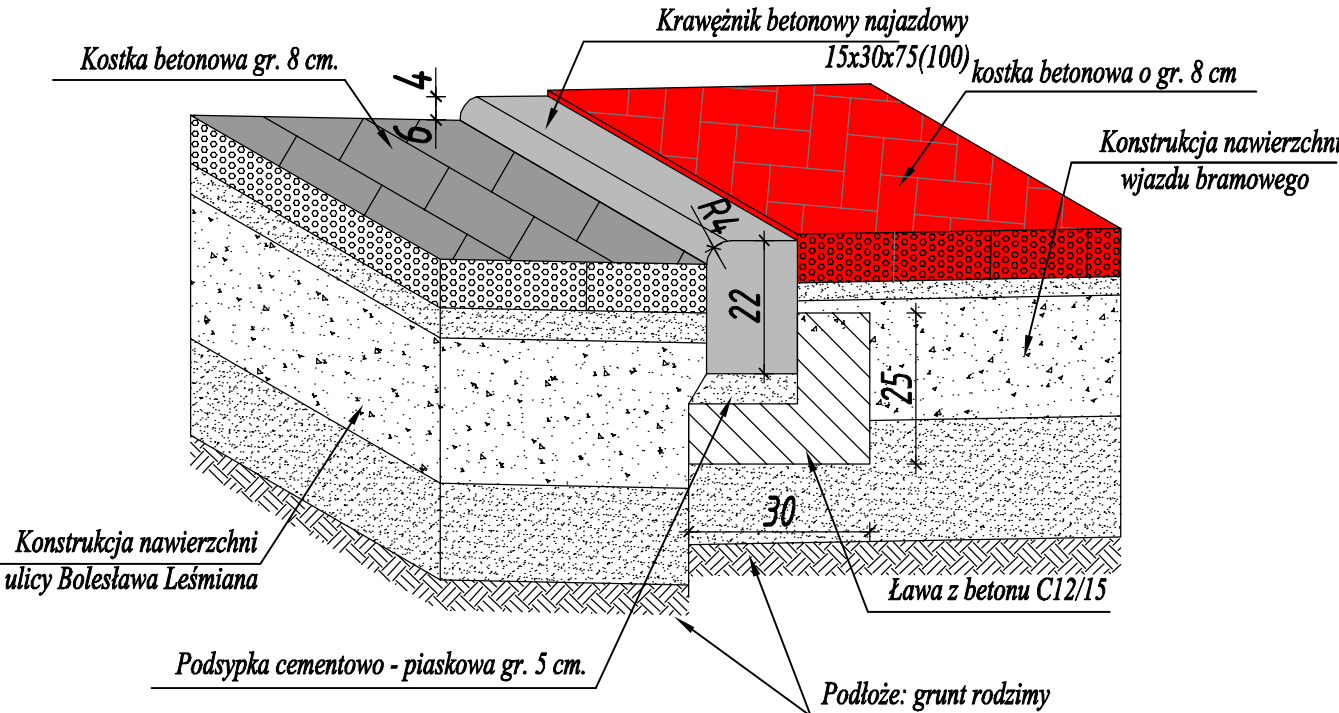 Krawężnik betonowy najazdowy
15x30x75(100)
Kostka betonowa gr. 8 cm.
kostka betonowa o gr. 8 cm
4
6
Konstrukcja nawierzchni
wjazdu bramowego
R4
22
25
30
Konstrukcja nawierzchni
ulicy Bolesława Leśmiana
Ława z betonu C12/15
Podsypka cementowo - piaskowa gr. 5 cm.
Podłoże: grunt rodzimy